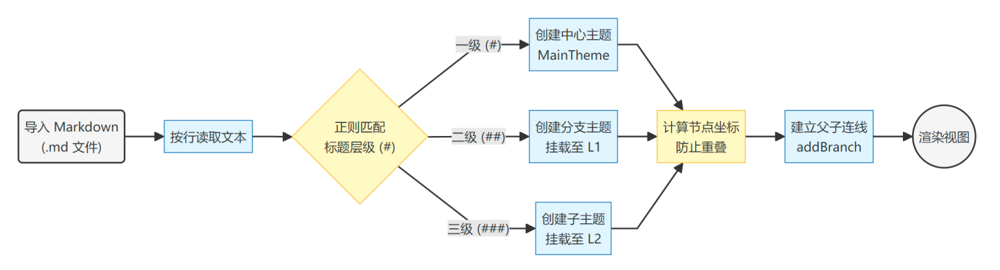 导入 Markdown
(.md 文件)
按行读取文本
正则匹配
标题层级 (#)
一级 (#)
二级 (##)
三级 (###)
创建中心主题
MainTheme
创建分支主题
挂载至 L1
创建子主题
挂载至 L2
计算节点坐标
防止重叠
建立父子连线
addBranch
渲染视图